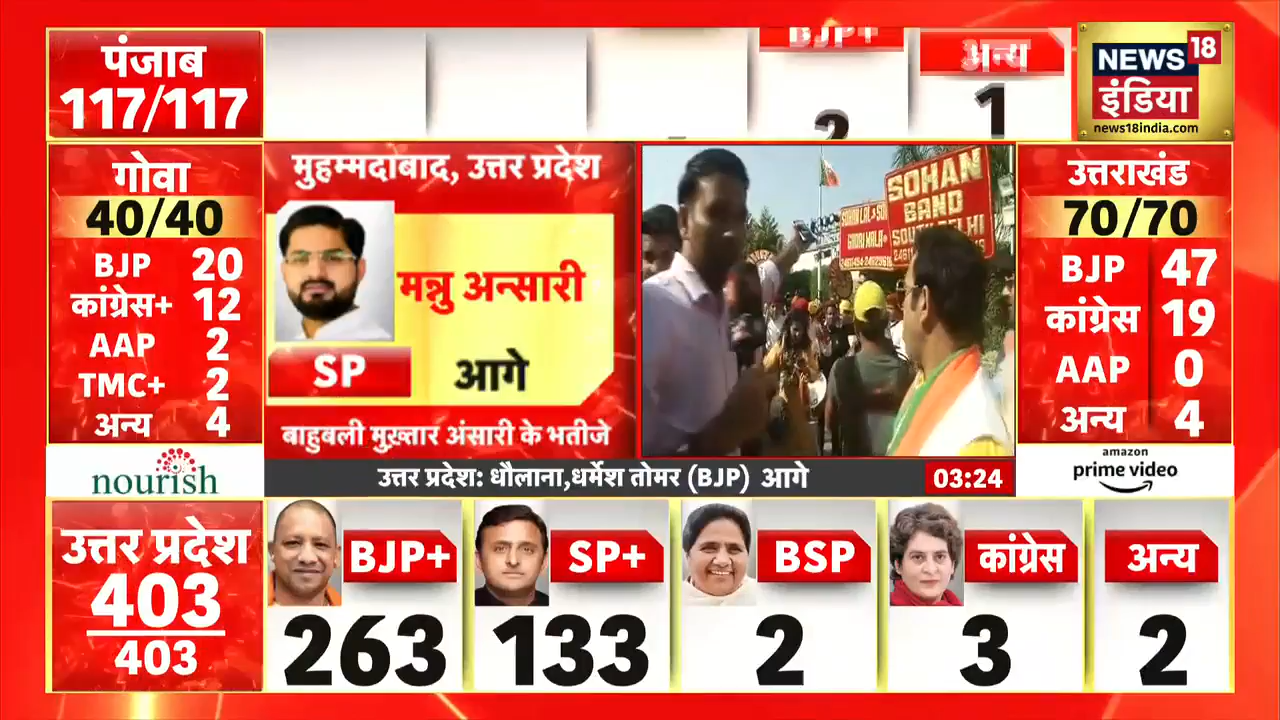 पंजाब
117/117
BJP+
2
अन्य
1
NEWS 18
इंडिया
news18india.com
गोवा
40/40
BJP 20
कांग्रेस+ 12
AAP 2
TMC+ 2
अन्य 4
मुहम्मदाबाद, उत्तर प्रदेश
मन्नु अन्सारी
SP
आगे
बाहुबली मुख़्तार अंसारी के भतीजे
SOHAN
BAND
SOUTH DELHI
उत्तराखंड
70/70
BJP 47
कांग्रेस 19
AAP 0
अन्य 4
nourish
उत्तर प्रदेश: धौलाना,धर्मेश तोमर (BJP) आगे
03:24
amazon
prime video
उत्तर प्रदेश
403
403
BJP+
263
SP+
133
BSP
2
कांग्रेस
3
अन्य
2